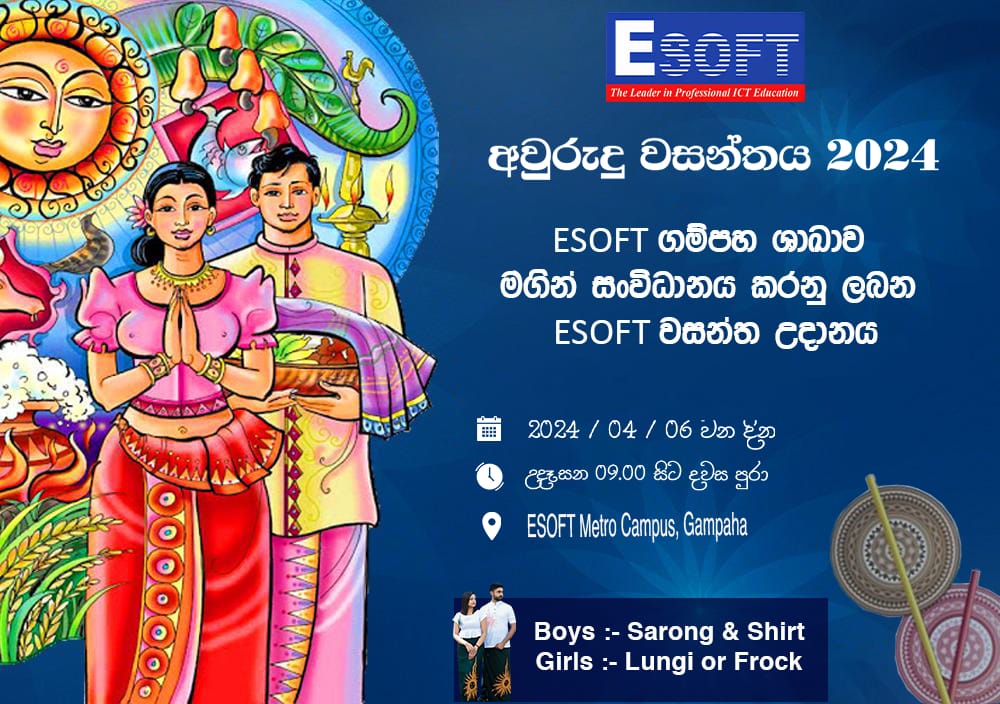 ESOFT
The Leader in Professional ICT Education
අවුරුදු වසන්තය 2024
ESOFT ගම්පහ ශාඛාව
මගින් සංවිධානය කරනු ලබන
ESOFT වසන්ත උදානය
2024 / 04 / 06 වන දින
උදෑසන 09.00 සිට දවස පුරා
ESOFT Metro Campus, Gampaha
Boys :- Sarong & Shirt
Girls :- Lungi or Frock